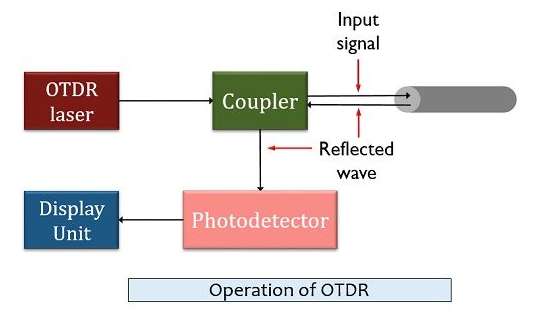 Input
signal
OTDR
laser
Coupler
Reflected
wave
Display
Unit
Photodetector
Operation of OTDR